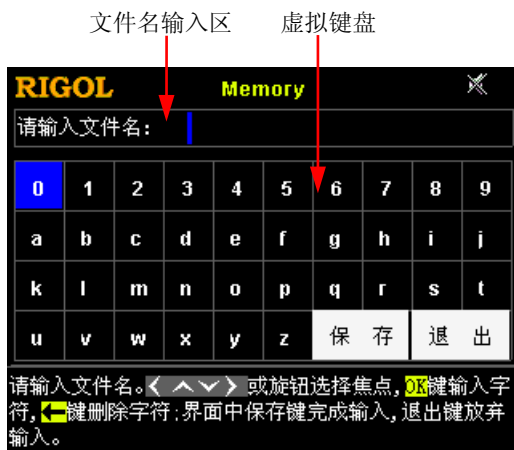 文件名输入区 虚拟键盘
RIGOL Memory
请输入文件名：
0 1 2 3 4 5 6 7 8 9
a b c d e f g h i j
k l m n o p q r s t
u v w x y z 保 存 退 出
请输入文件名。或旋钮选择焦点,OK键输入字
符,←键删除字符;界面中保存键完成输入,退出键放弃
输入。